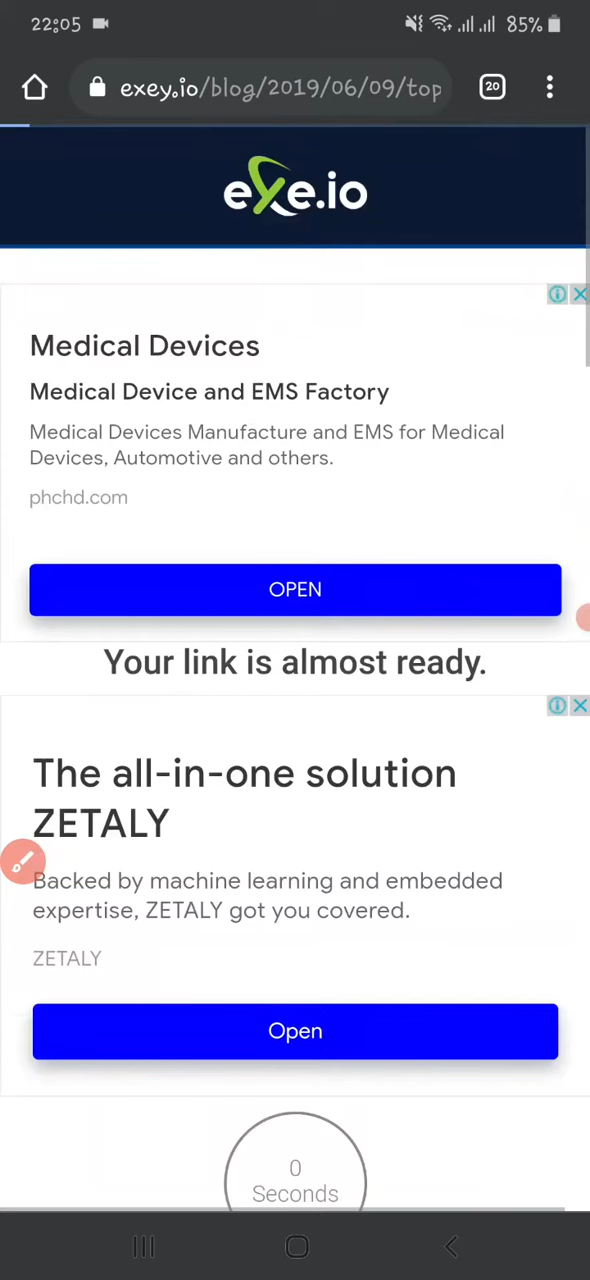 22:05
85%
exey.io/blog/2019/06/09/top
20
exe.io
Medical Devices
Medical Device and EMS Factory
Medical Devices Manufacture and EMS for Medical
Devices, Automotive and others.
phchd.com
OPEN
Your link is almost ready.
The all-in-one solution
ZETALY
Backed by machine learning and embedded
expertise, ZETALY got you covered.
ZETALY
Open
0
Seconds